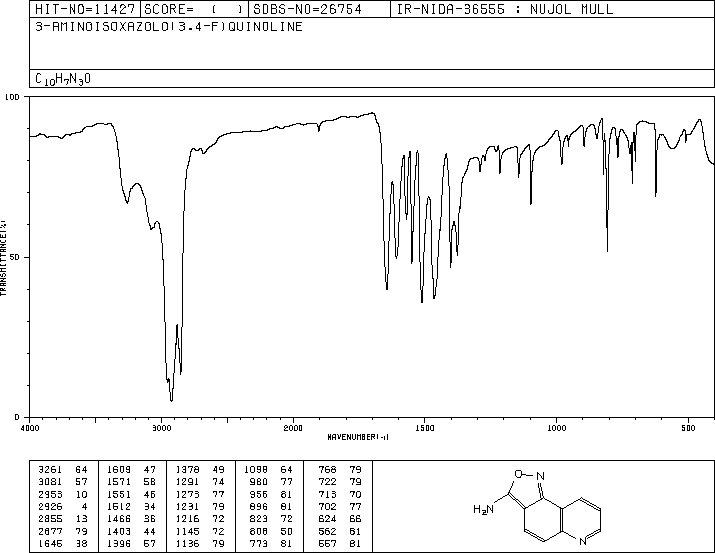 HIT-NO=11427 SCORE= ( ) SDBS-NO=26754 IR-NIDA-36555 : NUJOL MULL
3-AMINOISOXAZOLO(3.4-F)QUINOLINE
C10H7N3O
100
50
0
TRANSMITTANCE(%)
4000 3000 2000 1500 1000 500
WAVENUMBER(-1)
3261 64 1609 47 1378 49 1098 64 768 79
3081 57 1571 58 1291 74 980 77 722 79
2953 10 1551 46 1273 77 956 81 713 70
2926 4 1512 34 1231 79 896 81 702 77
2855 13 1466 36 1216 72 823 72 624 66
2677 79 1403 44 1145 72 808 50 562 81
1645 38 1396 57 1136 79 773 81 557 81
O N
H2N
N